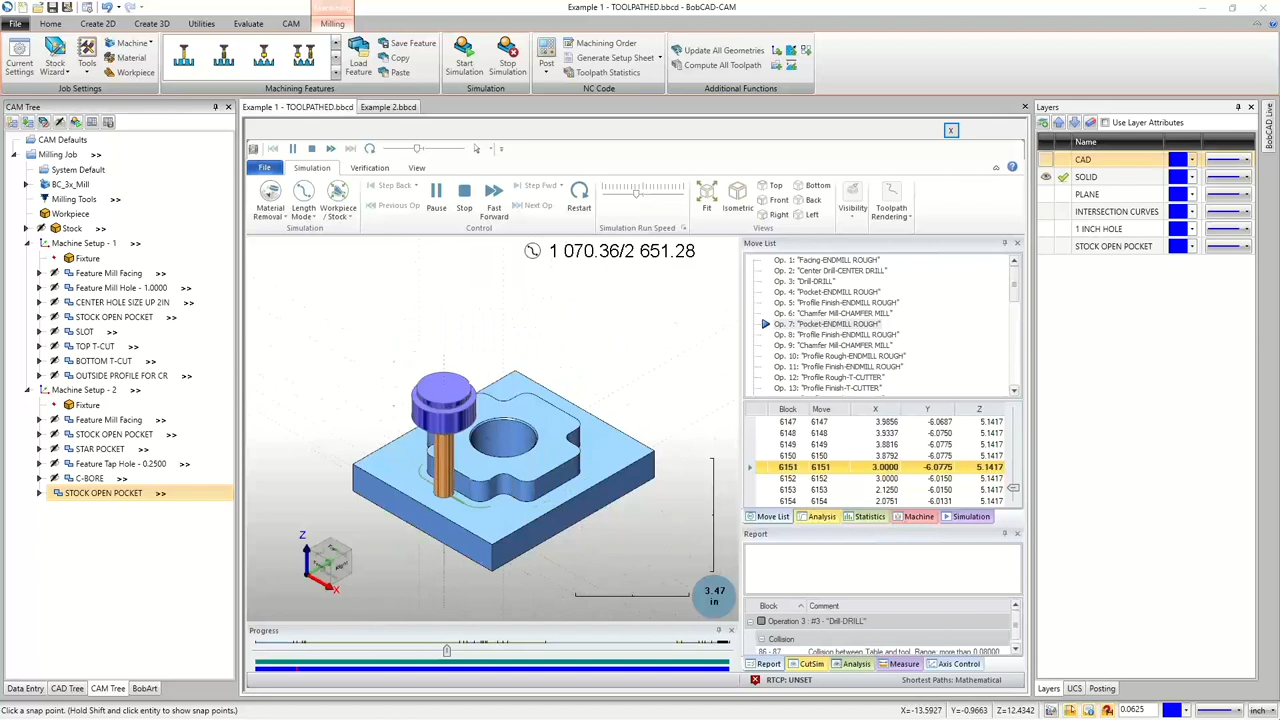 Example 1 - TOOLPATHED.bbcd - BobCAD-CAM
File Home Create 2D Create 3D Utilities Evaluate CAM Milling
Current Settings
Stock Wizard
Tools
Machine
Material
Workpiece
Job Settings
Machining Features
Load Feature
Save Feature
Copy
Paste
Start Simulation
Stop Simulation
Simulation
Post
Machining Order
Generate Setup Sheet
Toolpath Statistics
NC Code
Update All Geometries
Compute All Toolpath
Additional Functions
CAM Tree
CAM Defaults
Milling Job >>
System Default
BC_3x_Mill
Milling Tools >>
Workpiece
Stock >>
Machine Setup - 1 >>
Fixture
Feature Mill Facing >>
Feature Mill Hole - 1.0000 >>
CENTER HOLE SIZE UP 2IN >>
STOCK OPEN POCKET >>
SLOT >>
TOP T-CUT >>
BOTTOM T-CUT >>
OUTSIDE PROFILE FOR CR >>
Machine Setup - 2 >>
Fixture
Feature Mill Facing >>
STOCK OPEN POCKET >>
STAR POCKET >>
Feature Tap Hole - 0.2500 >>
C-BORE >>
STOCK OPEN POCKET >>
Data Entry CAD Tree CAM Tree BobArt
Example 1 - TOOLPATHED.bbcd Example 2.bbcd
x
File Simulation Verification View
Material Removal
Length Mode
Workpiece / Stock
Simulation
Step Back
Previous Op
Pause
Stop
Fast Forward
Step Fwd
Next Op
Restart
Control
Simulation Run Speed
Fit
Isometric
Top Bottom
Front Back
Right Left
Views
Visibility
Toolpath Rendering
1 070.36/2 651.28
Z
X
3.47 in
Progress
Move List
Op. 1: "Facing-ENDMILL ROUGH"
Op. 2: "Center Drill-CENTER DRILL"
Op. 3: "Drill-DRILL"
Op. 4: "Pocket-ENDMILL ROUGH"
Op. 5: "Profile Finish-ENDMILL ROUGH"
Op. 6: "Chamfer Mill-CHAMFER MILL"
Op. 7: "Pocket-ENDMILL ROUGH"
Op. 8: "Profile Finish-ENDMILL ROUGH"
Op. 9: "Chamfer Mill-CHAMFER MILL"
Op. 10: "Profile Rough-ENDMILL ROUGH"
Op. 11: "Profile Finish-ENDMILL ROUGH"
Op. 12: "Profile Rough-T-CUTTER"
Op. 13: "Profile Finish-T-CUTTER"
Block Move X Y Z
6147 6147 3.9856 -6.0687 5.1417
6148 6148 3.9337 -6.0753 5.1417
6149 6149 3.8816 -6.0775 5.1417
6150 6150 3.8792 -6.0775 5.1417
6151 6151 3.0000 -6.0775 5.1417
6152 6152 3.0000 -6.0150 5.1417
6153 6153 2.1250 -6.0150 5.1417
6154 6154 2.0751 -6.0131 5.1417
Move List Analysis Statistics Machine Simulation
Report
Block Comment
Operation 3 : #3 - "Drill-DRILL"
Collision
86 - 87 Collision between Table and tool. Range: more than 0.08000
Report CutSim Analysis Measure Axis Control
RTCP: UNSET Shortest Paths: Mathematical
Layers
Use Layer Attributes
Name
CAD
SOLID
PLANE
INTERSECTION CURVES
1 INCH HOLE
STOCK OPEN POCKET
Layers UCS Posting
BobCAD Live
Click a snap point. (Hold Shift and click entity to show snap points.)
X=-13.5927 Y=-0.9663 Z=12.4342 0.0625 inch